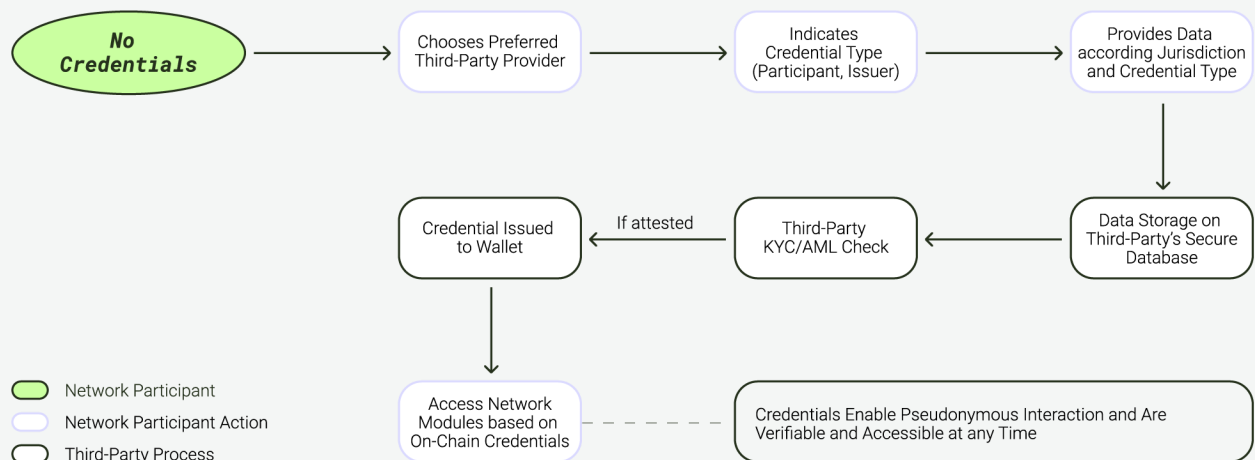 No
Credentials
Chooses Preferred
Third-Party Provider
Indicates
Credential Type
(Participant, Issuer)
Provides Data
according Jurisdiction
and Credential Type
Credential Issued
to Wallet
If attested
Third-Party
KYC/AML Check
Data Storage on
Third-Party's Secure
Database
Network Participant
Network Participant Action
Third-Party Process
Access Network
Modules based on
On-Chain Credentials
Credentials Enable Pseudonymous Interaction and Are
Verifiable and Accessible at any Time